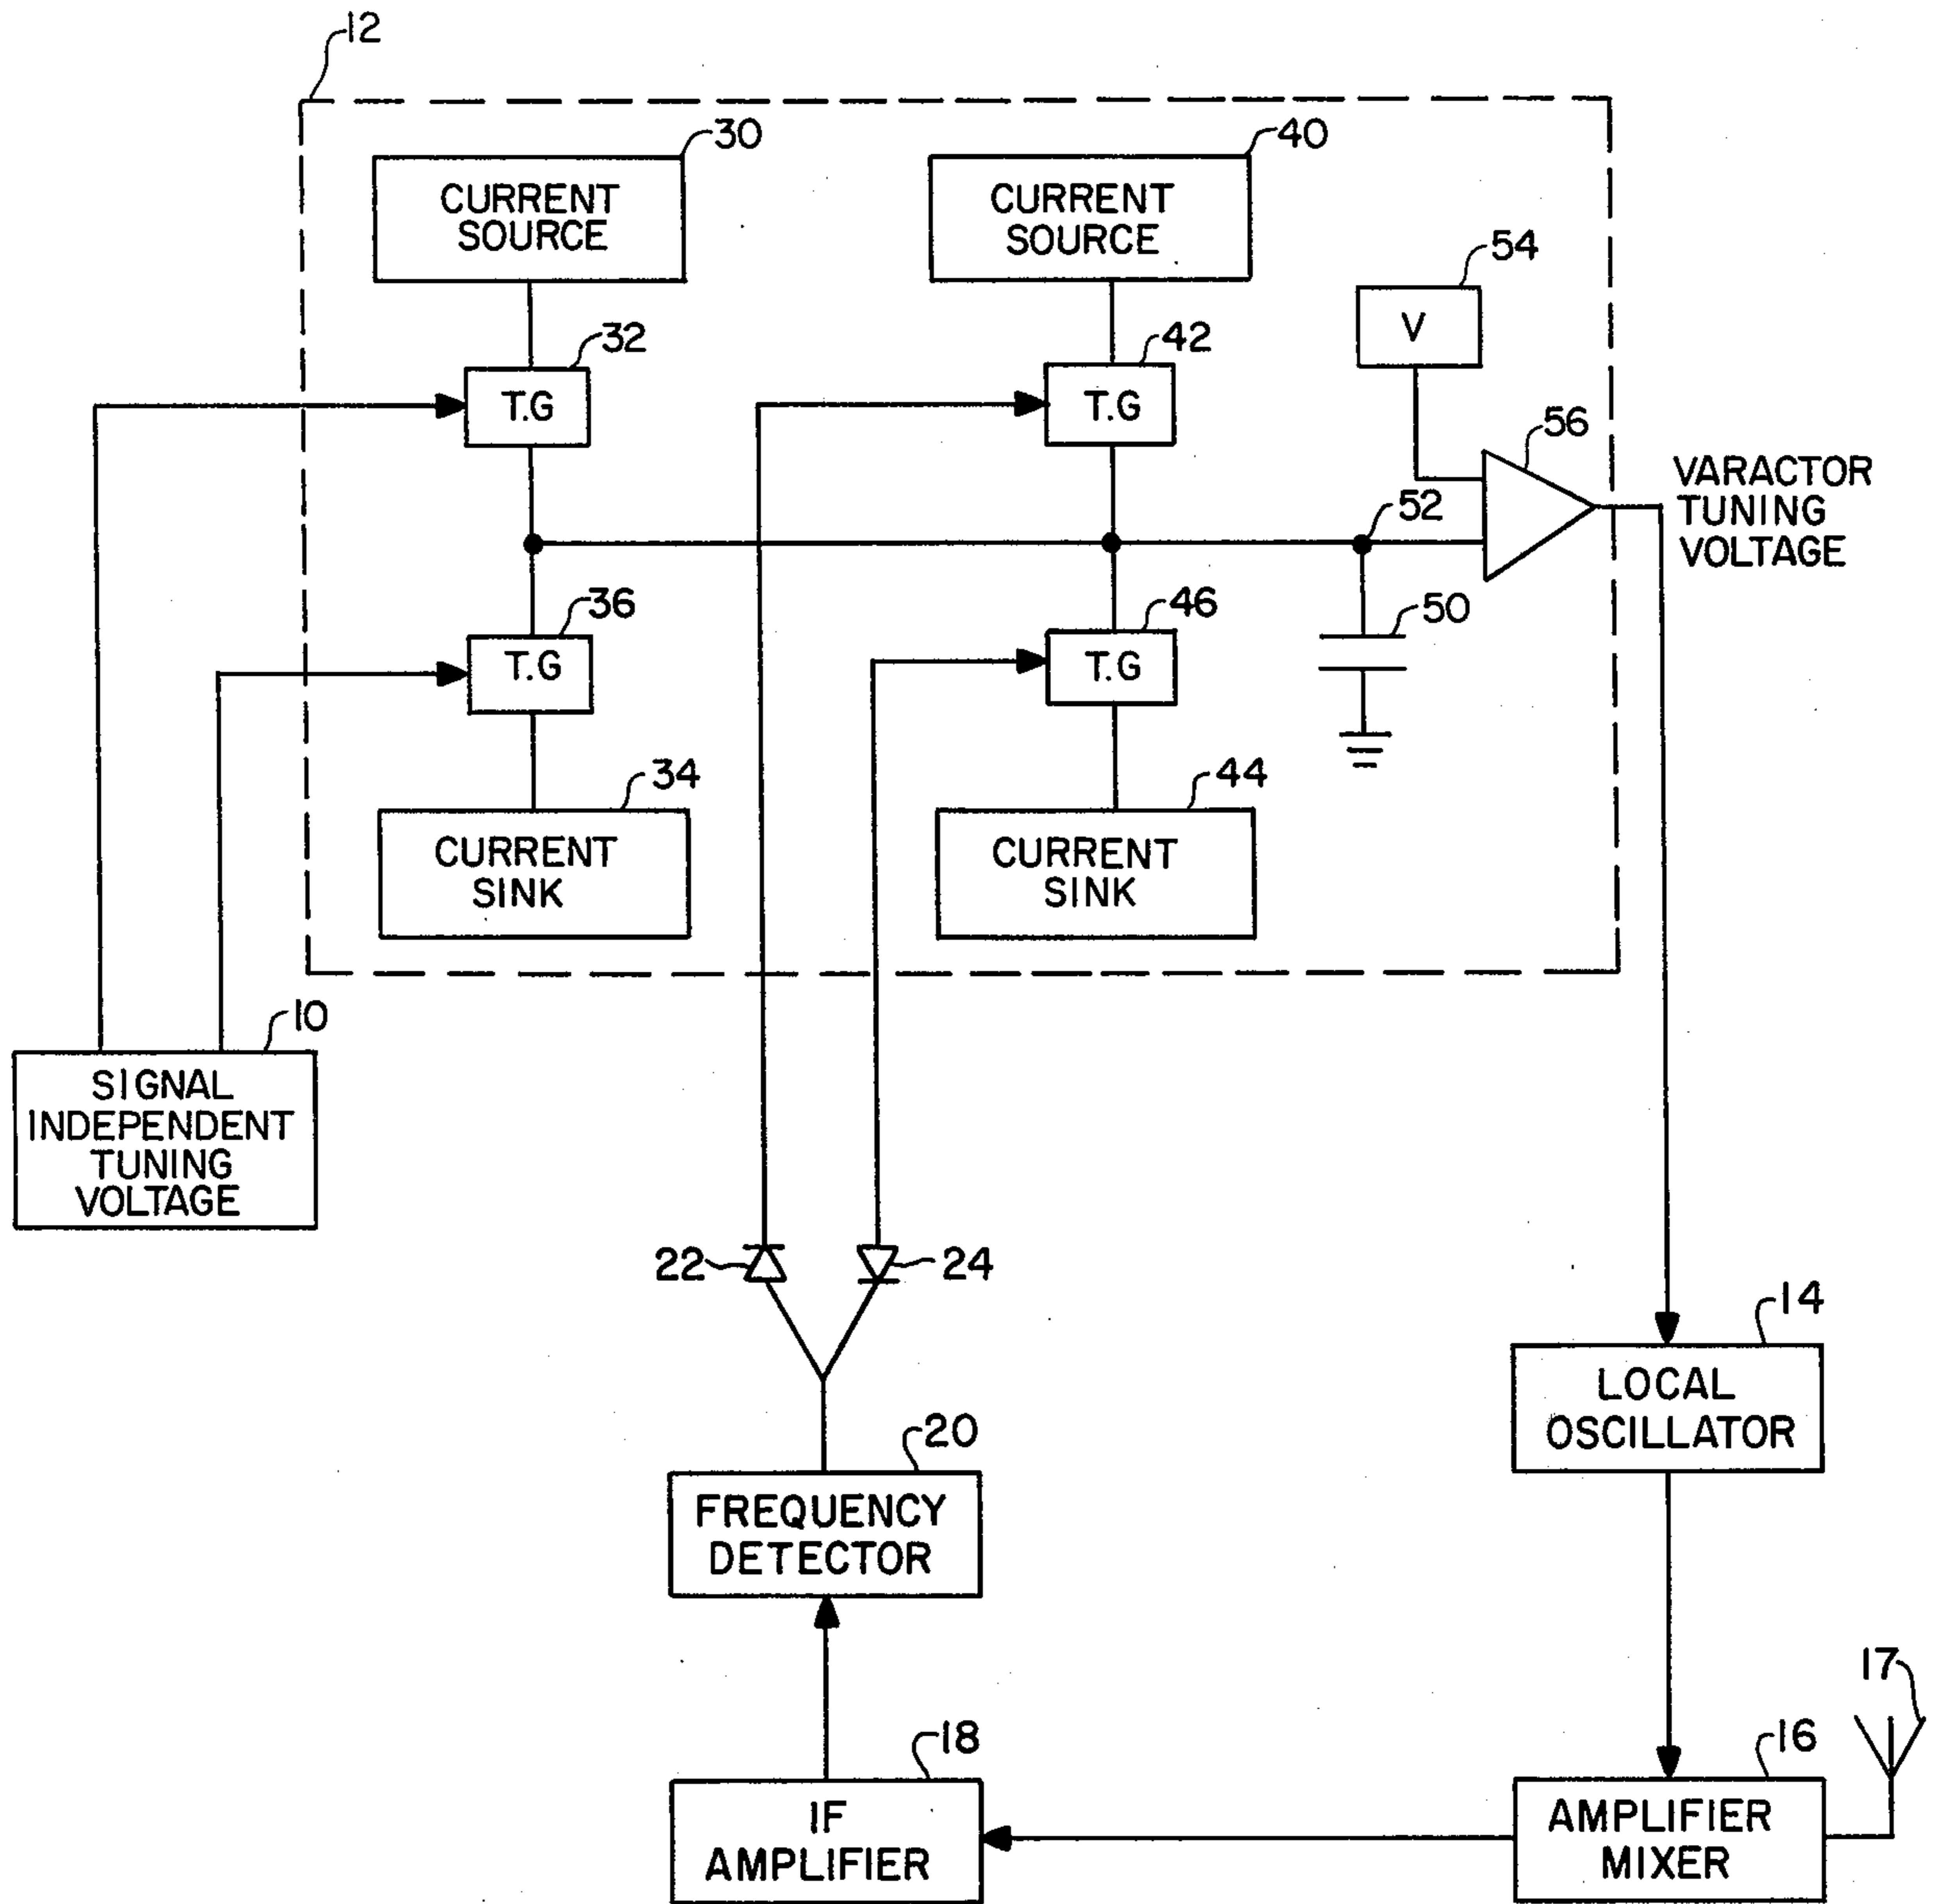 12
30
40
CURRENT
SOURCE
CURRENT
SOURCE
54
V
32
T.G
42
T.G
56
52
VARACTOR
TUNING
VOLTAGE
36
T.G
46
T.G
50
34
CURRENT
SINK
44
CURRENT
SINK
10
SIGNAL
INDEPENDENT
TUNING
VOLTAGE
22
24
14
LOCAL
OSCILLATOR
20
FREQUENCY
DETECTOR
17
18
IF
AMPLIFIER
16
AMPLIFIER
MIXER